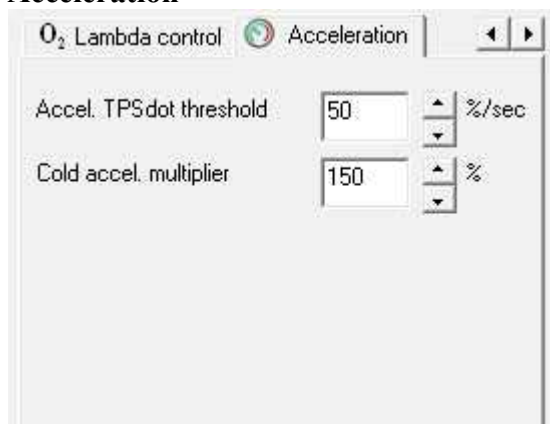 Acceleration
O₂ Lambda control Acceleration
Accel. TPSdot threshold 50 %/sec
Cold accel. multiplier 150 %